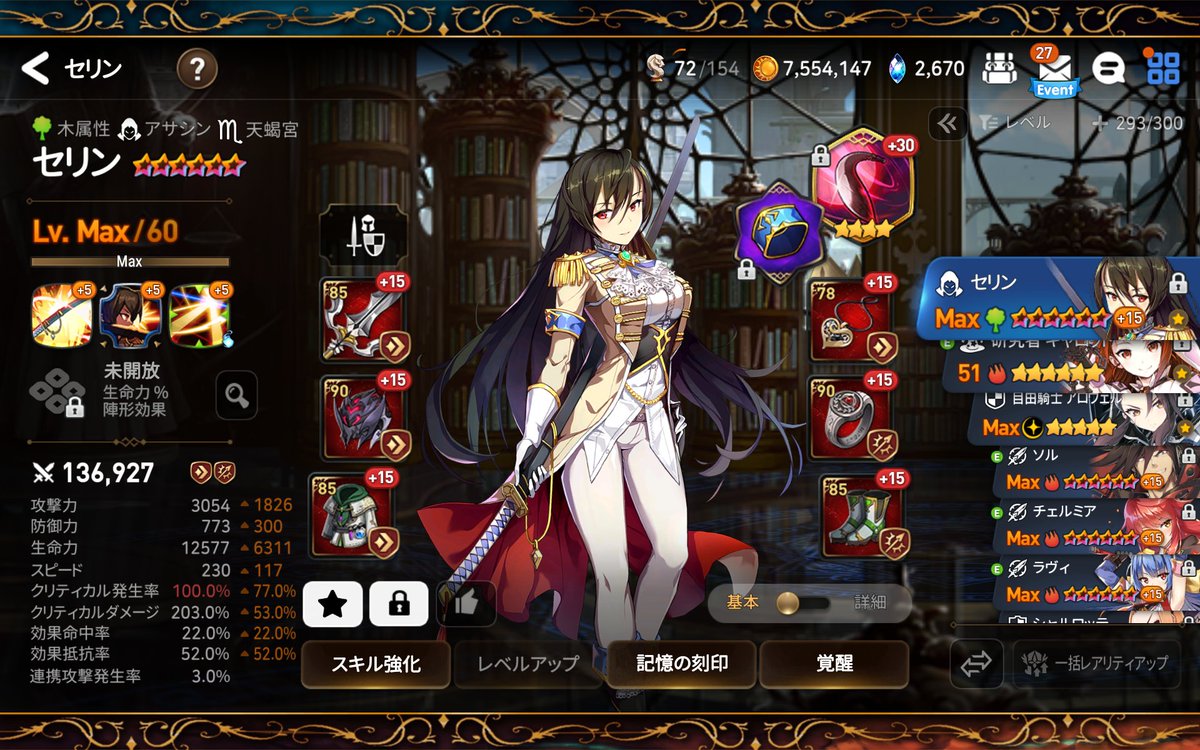 セリン
?
72/154
7,554,147
2,670
27
Event
木属性 アサシン 天蝎宮
セリン
Lv. Max/60
Max
+5 +5 +5
未開放
生命力 %
陣形効果
136,927
攻撃力 3054 1826
防御力 773 300
生命力 12577 6311
スピード 230 117
クリティカル発生率 100.0% 77.0%
クリティカルダメージ 203.0% 53.0%
効果命中率 22.0% 22.0%
効果抵抗率 52.0% 52.0%
連携攻撃発生率 3.0%
85 +15
90 +15
85 +15
+30
78 +15
90 +15
85 +15
基本 詳細
スキル強化
レベルアップ
記憶の刻印
覚醒
レベル
293/300
セリン
Max +15
51
自由騎士 アロウェル
Max
E ソル
Max +15
E チェルミア
Max +15
E ラヴィ
Max +15
一括レアリティアップ